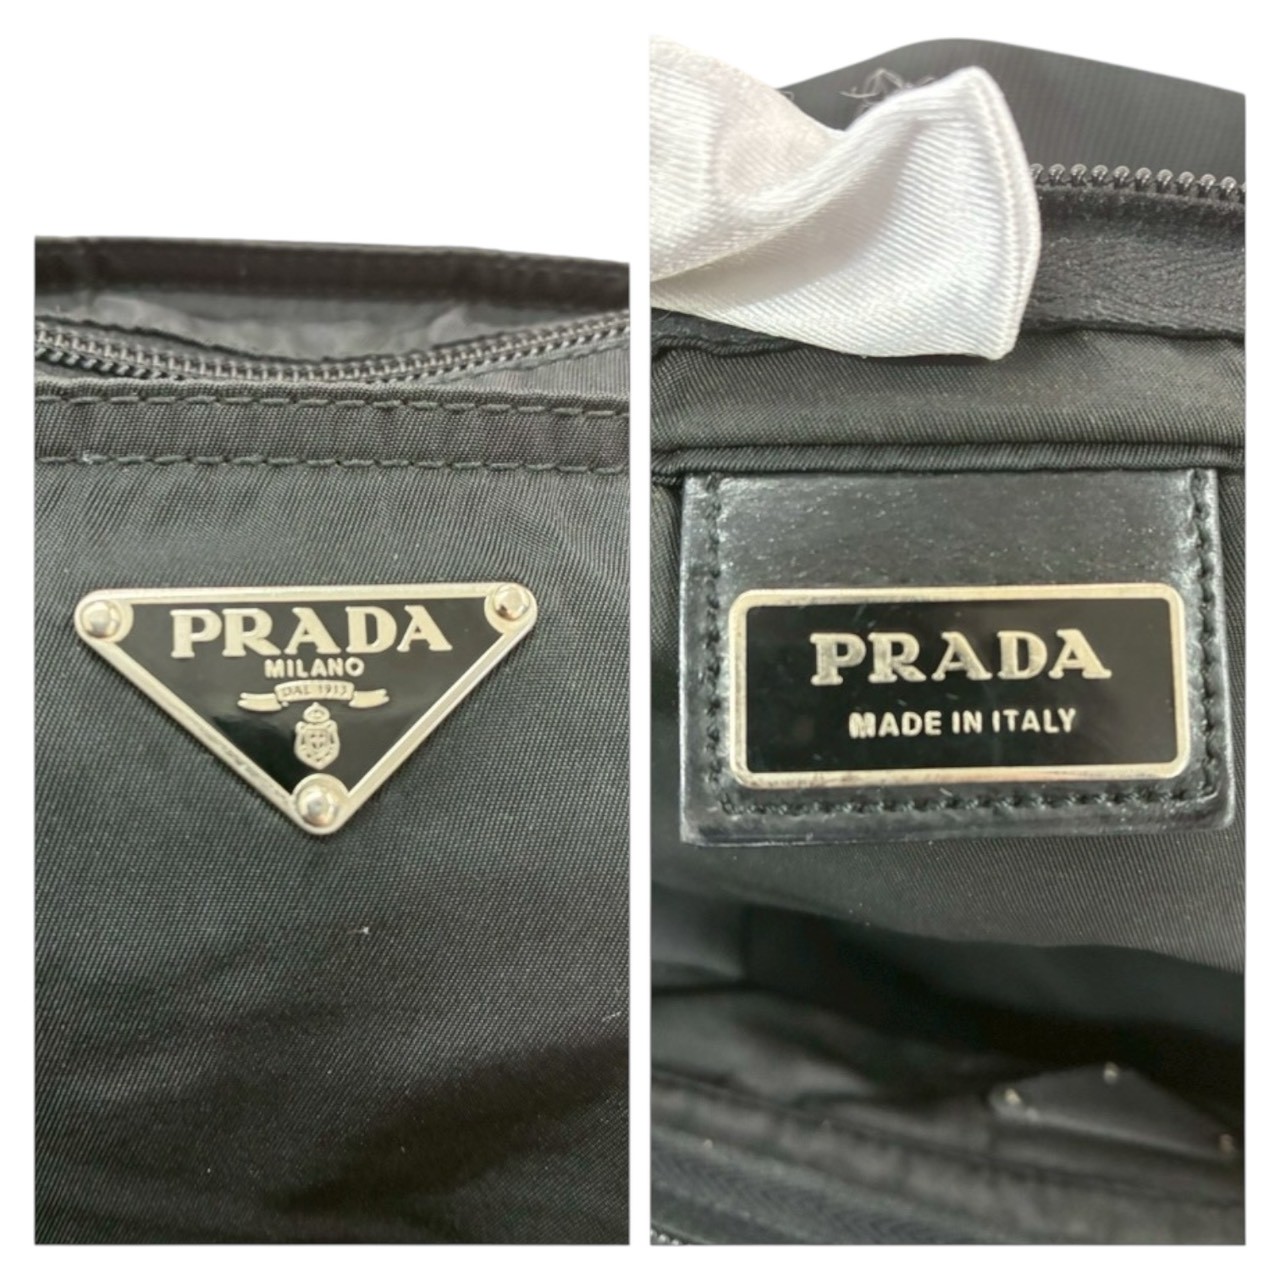 PRADA
MILANO
DAL 1913
PRADA
MADE IN ITALY